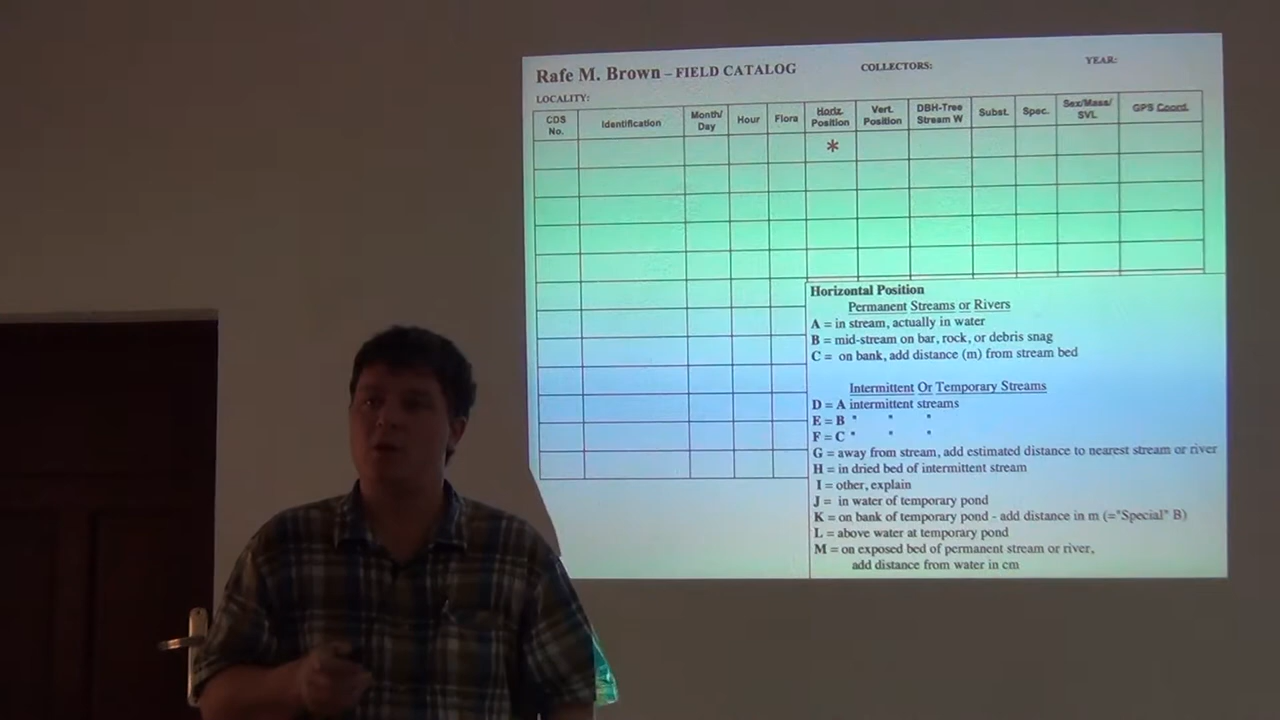 Rafe M. Brown – FIELD CATALOG COLLECTORS: YEAR:
LOCALITY:
CDS No. Identification Month/ Day Hour Flora Horiz. Position Vert. Position DBH-Tree Stream W Subst. Spec. Sex/Mass/ SVL GPS Coord.
*
Horizontal Position
Permanent Streams or Rivers
A = in stream, actually in water
B = mid-stream on bar, rock, or debris snag
C = on bank, add distance (m) from stream bed
Intermittent Or Temporary Streams
D = A intermittent streams
E = B " " "
F = C " " "
G = away from stream, add estimated distance to nearest stream or river
H = in dried bed of intermittent stream
I = other, explain
J = in water of temporary pond
K = on bank of temporary pond - add distance in m (="Special" B)
L = above water at temporary pond
M = on exposed bed of permanent stream or river,
add distance from water in cm